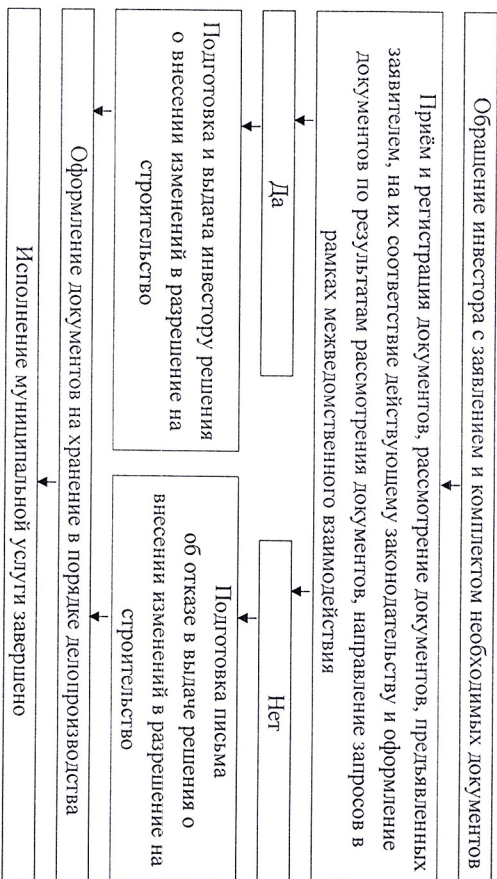 Обращение инвестора с заявлением и комплектом необходимых документов
Приём и регистрация документов, рассмотрение документов, предъявленных
заявителем, на их соответствие действующему законодательству и оформление
документов по результатам рассмотрения документов, направление запросов в
рамках межведомственного взаимодействия
Да
Нет
Подготовка и выдача инвестору решения
о внесении изменений в разрешение на
строительство
Подготовка письма
об отказе в выдаче решения о
внесении изменений в разрешение на
строительство
Оформление документов на хранение в порядке делопроизводства
Исполнение муниципальной услуги завершено